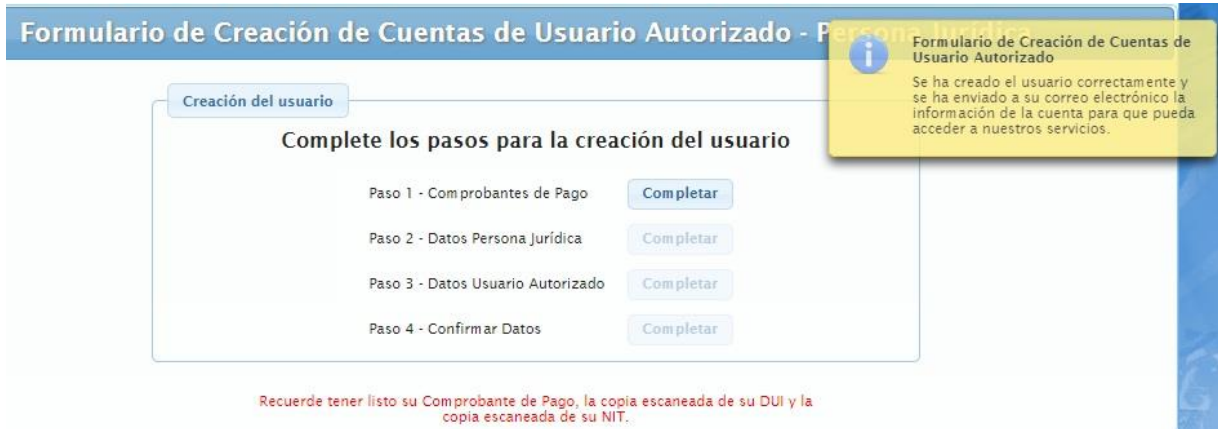 Formulario de Creación de Cuentas de Usuario Autorizado - Persona Jurídica
Formulario de Creación de Cuentas de
Usuario Autorizado
Se ha creado el usuario correctamente y
se ha enviado a su correo electrónico la
información de la cuenta para que pueda
acceder a nuestros servicios.
Creación del usuario
Complete los pasos para la creación del usuario
Paso 1 - Comprobantes de Pago Completar
Paso 2 - Datos Persona Jurídica Completar
Paso 3 - Datos Usuario Autorizado Completar
Paso 4 - Confirmar Datos Completar
Recuerde tener listo su Comprobante de Pago, la copia escaneada de su DUI y la
copia escaneada de su NIT.